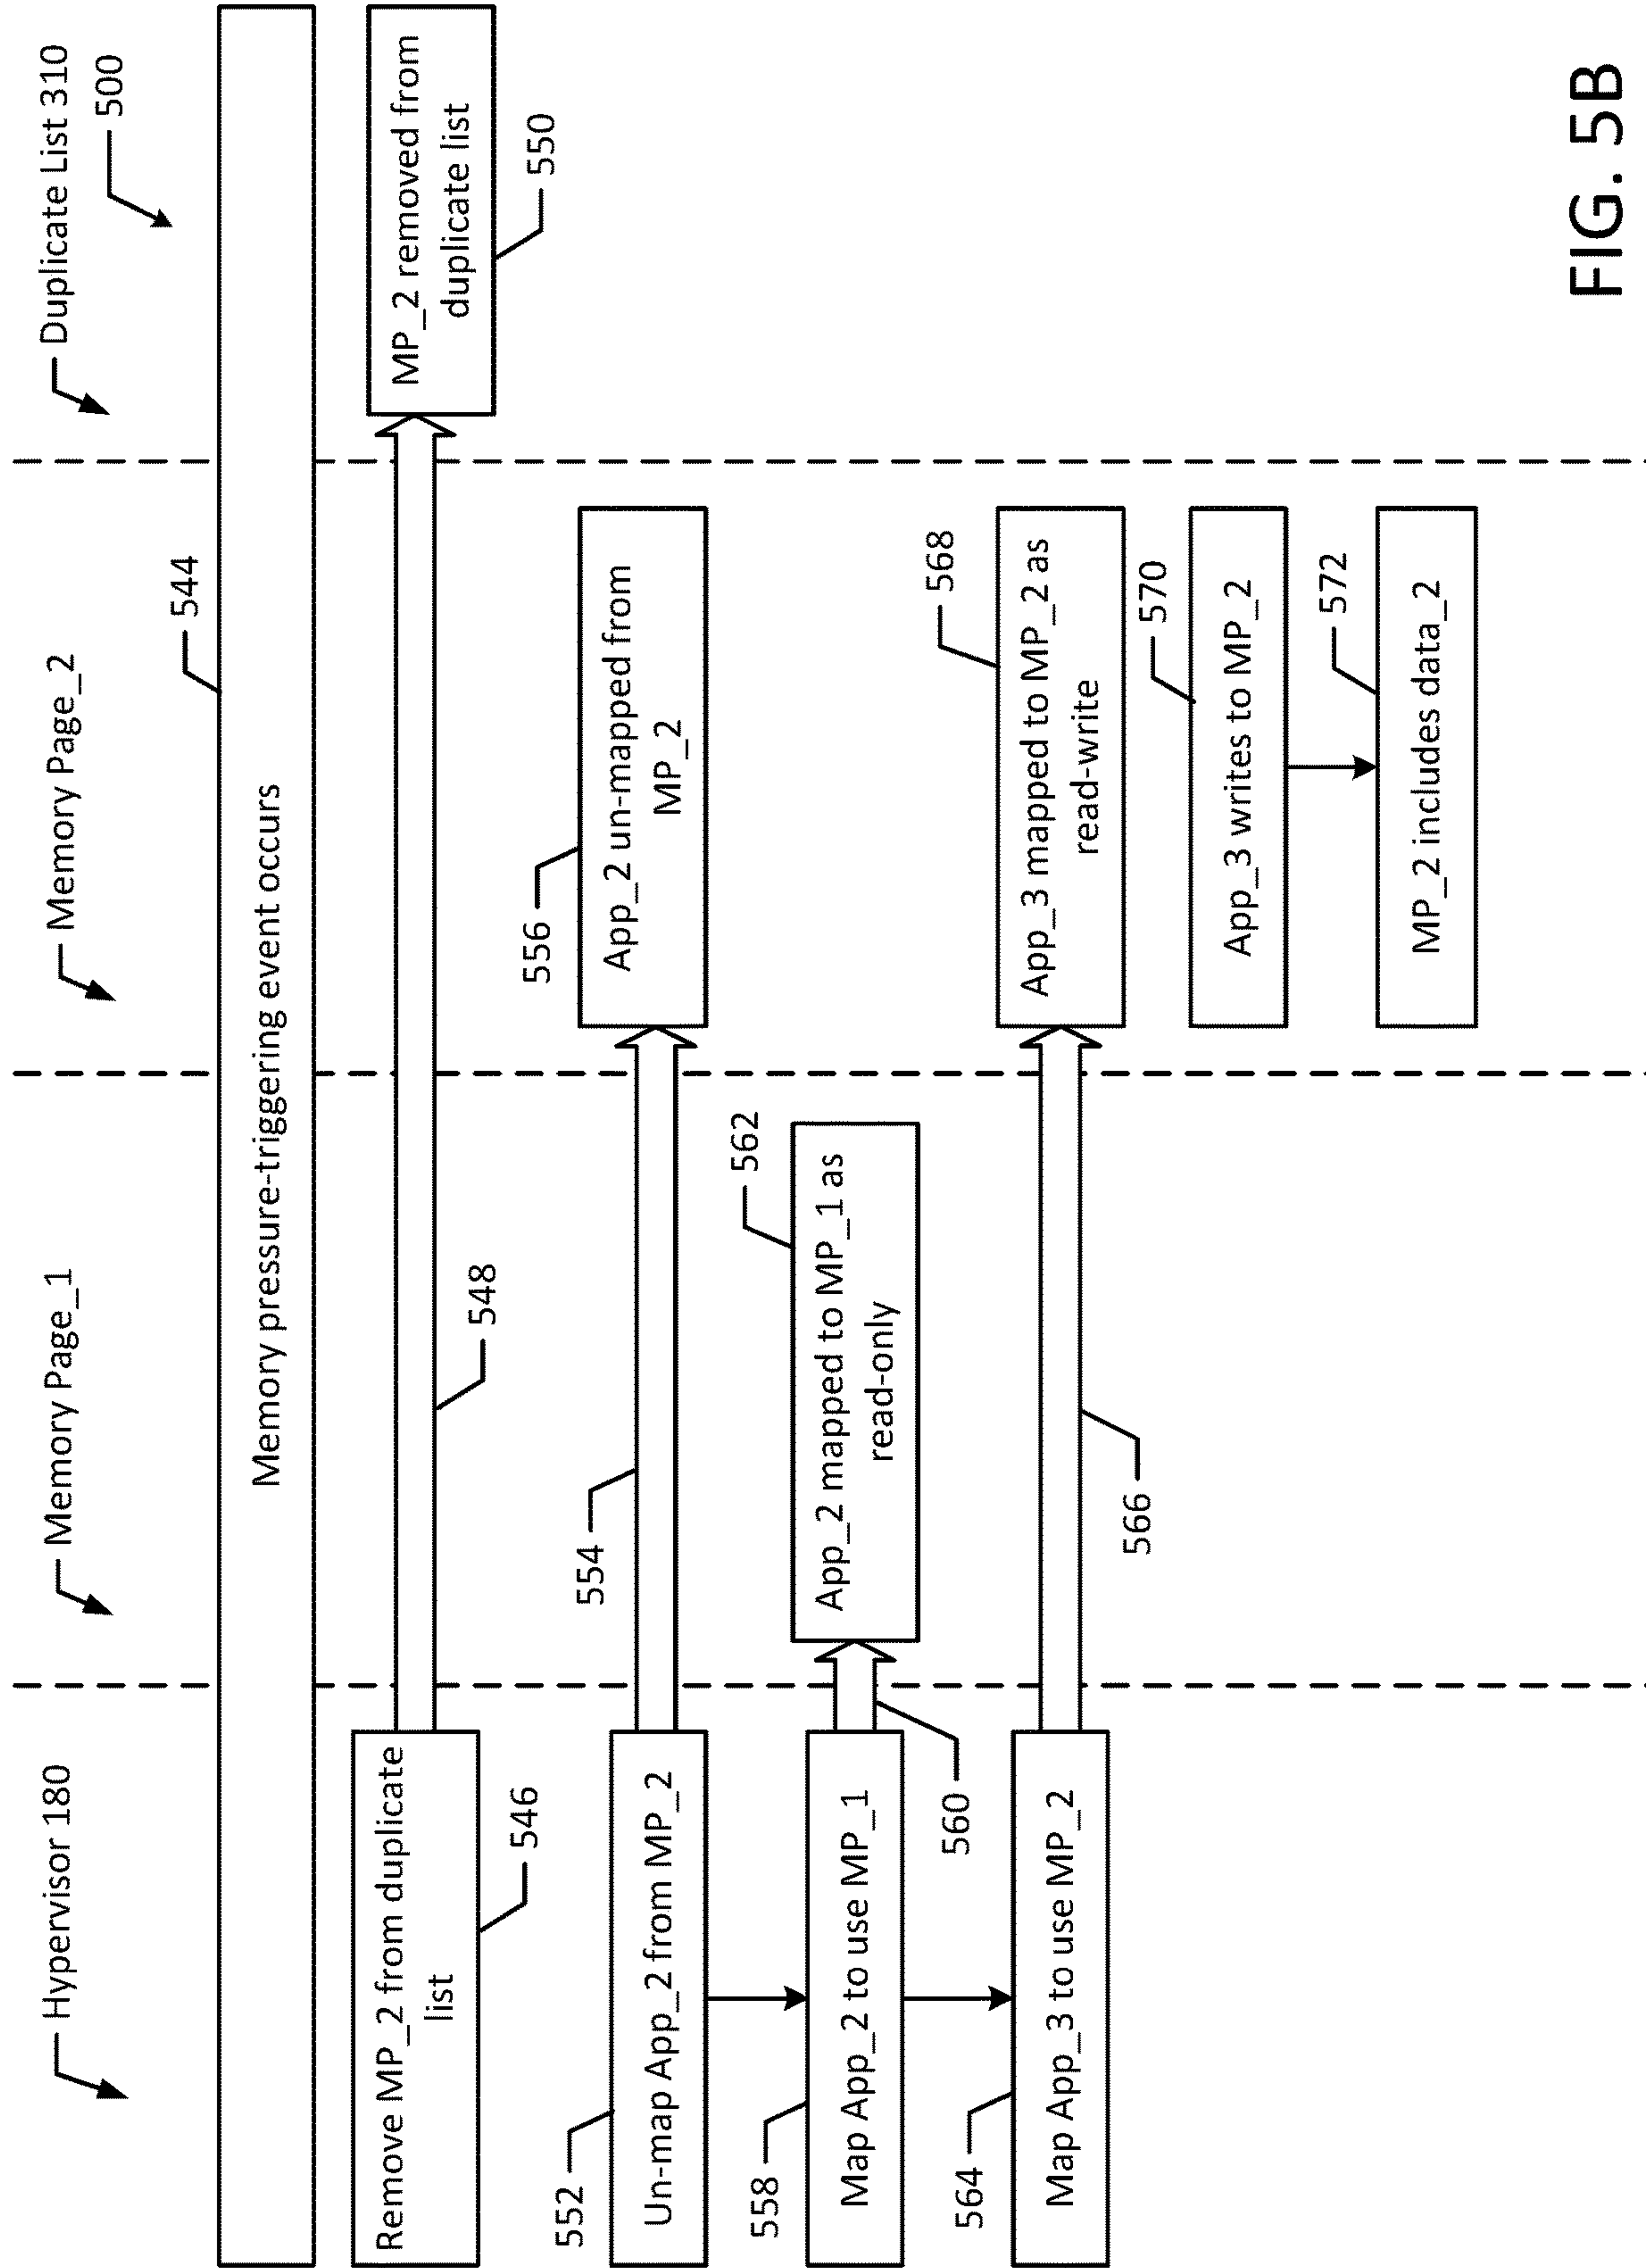 Hypervisor 180
Memory Page_1
Memory Page_2
Duplicate List 310
500
544
Memory pressure-triggering event occurs
Remove MP_2 from duplicate
list
546
548
MP_2 removed from
duplicate list
550
552
Un-map App_2 from MP_2
554
556
App_2 un-mapped from
MP_2
558
Map App_2 to use MP_1
560
562
App_2 mapped to MP_1 as
read-only
564
Map App_3 to use MP_2
566
568
App_3 mapped to MP_2 as
read-write
570
App_3 writes to MP_2
572
MP_2 includes data_2
FIG. 5B